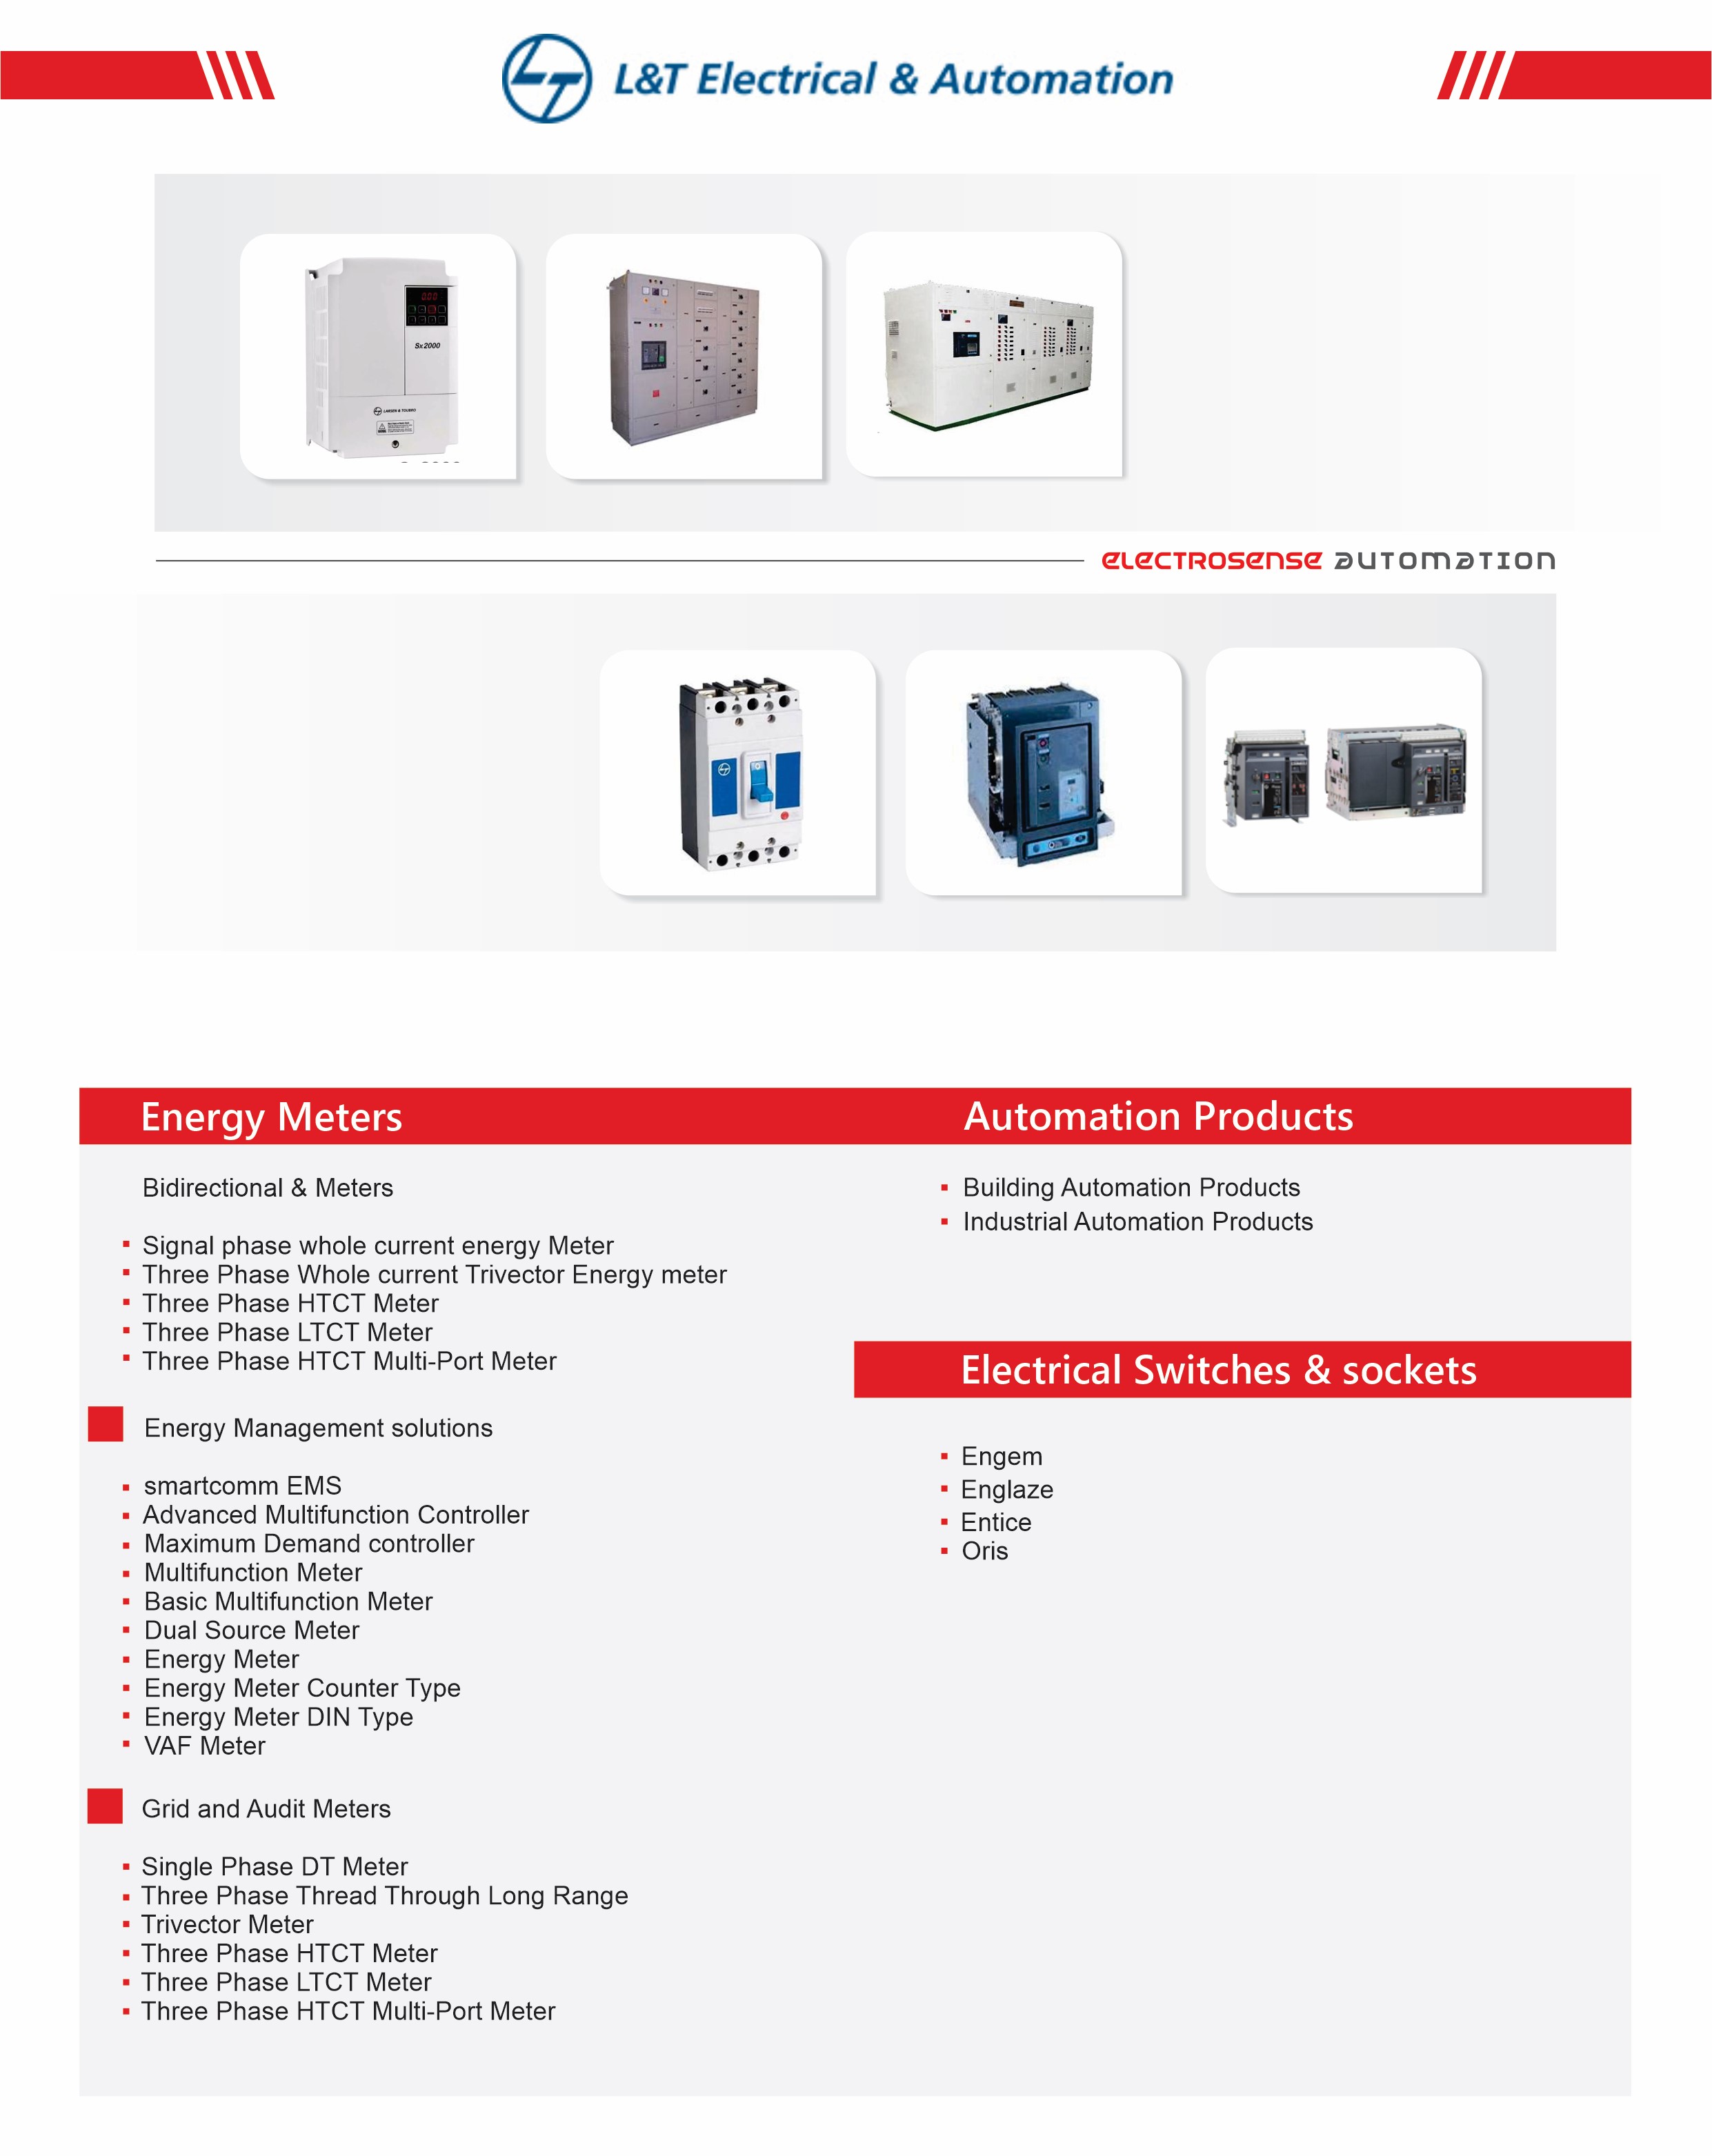 L&T Electrical & Automation
0.00
Sx2000
LARSEN & TOUBRO
ELECTROSENSE AUTOMATION
Energy Meters
Bidirectional & Meters
Signal phase whole current energy Meter
Three Phase Whole current Trivector Energy meter
Three Phase HTCT Meter
Three Phase LTCT Meter
Three Phase HTCT Multi-Port Meter
Energy Management solutions
smartcomm EMS
Advanced Multifunction Controller
Maximum Demand controller
Multifunction Meter
Basic Multifunction Meter
Dual Source Meter
Energy Meter
Energy Meter Counter Type
Energy Meter DIN Type
VAF Meter
Grid and Audit Meters
Single Phase DT Meter
Three Phase Thread Through Long Range
Trivector Meter
Three Phase HTCT Meter
Three Phase LTCT Meter
Three Phase HTCT Multi-Port Meter
Automation Products
Building Automation Products
Industrial Automation Products
Electrical Switches & sockets
Engem
Englaze
Entice
Oris